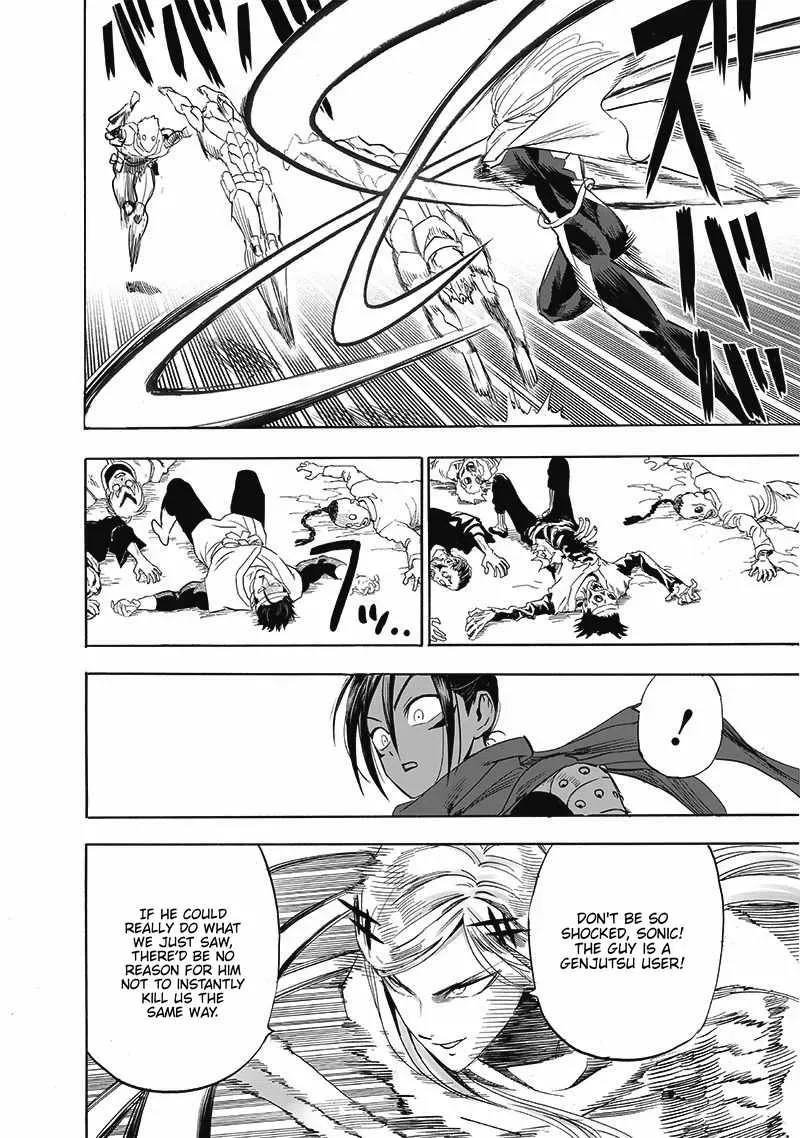 !
DON'T BE SO
SHOCKED, SONIC!
THE GUY IS A
GENJUTSU USER!
IF HE COULD
REALLY DO WHAT
WE JUST SAW,
THERE'D BE NO
REASON FOR HIM
NOT TO INSTANTLY
KILL US THE
SAME WAY.